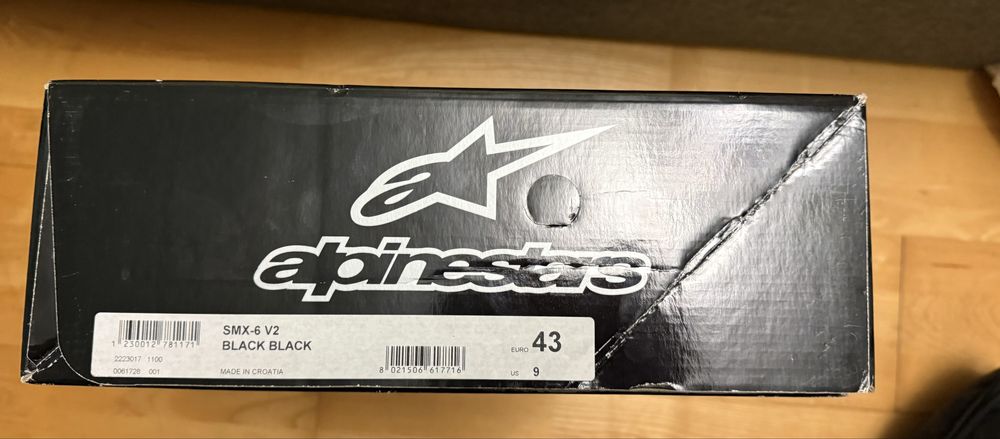 a
alpinestars
1 230012 781171
SMX-6 V2
BLACK BLACK
2223017 1100
0061728 001
MADE IN CROATIA
8 021506 617716
EURO 43
US 9